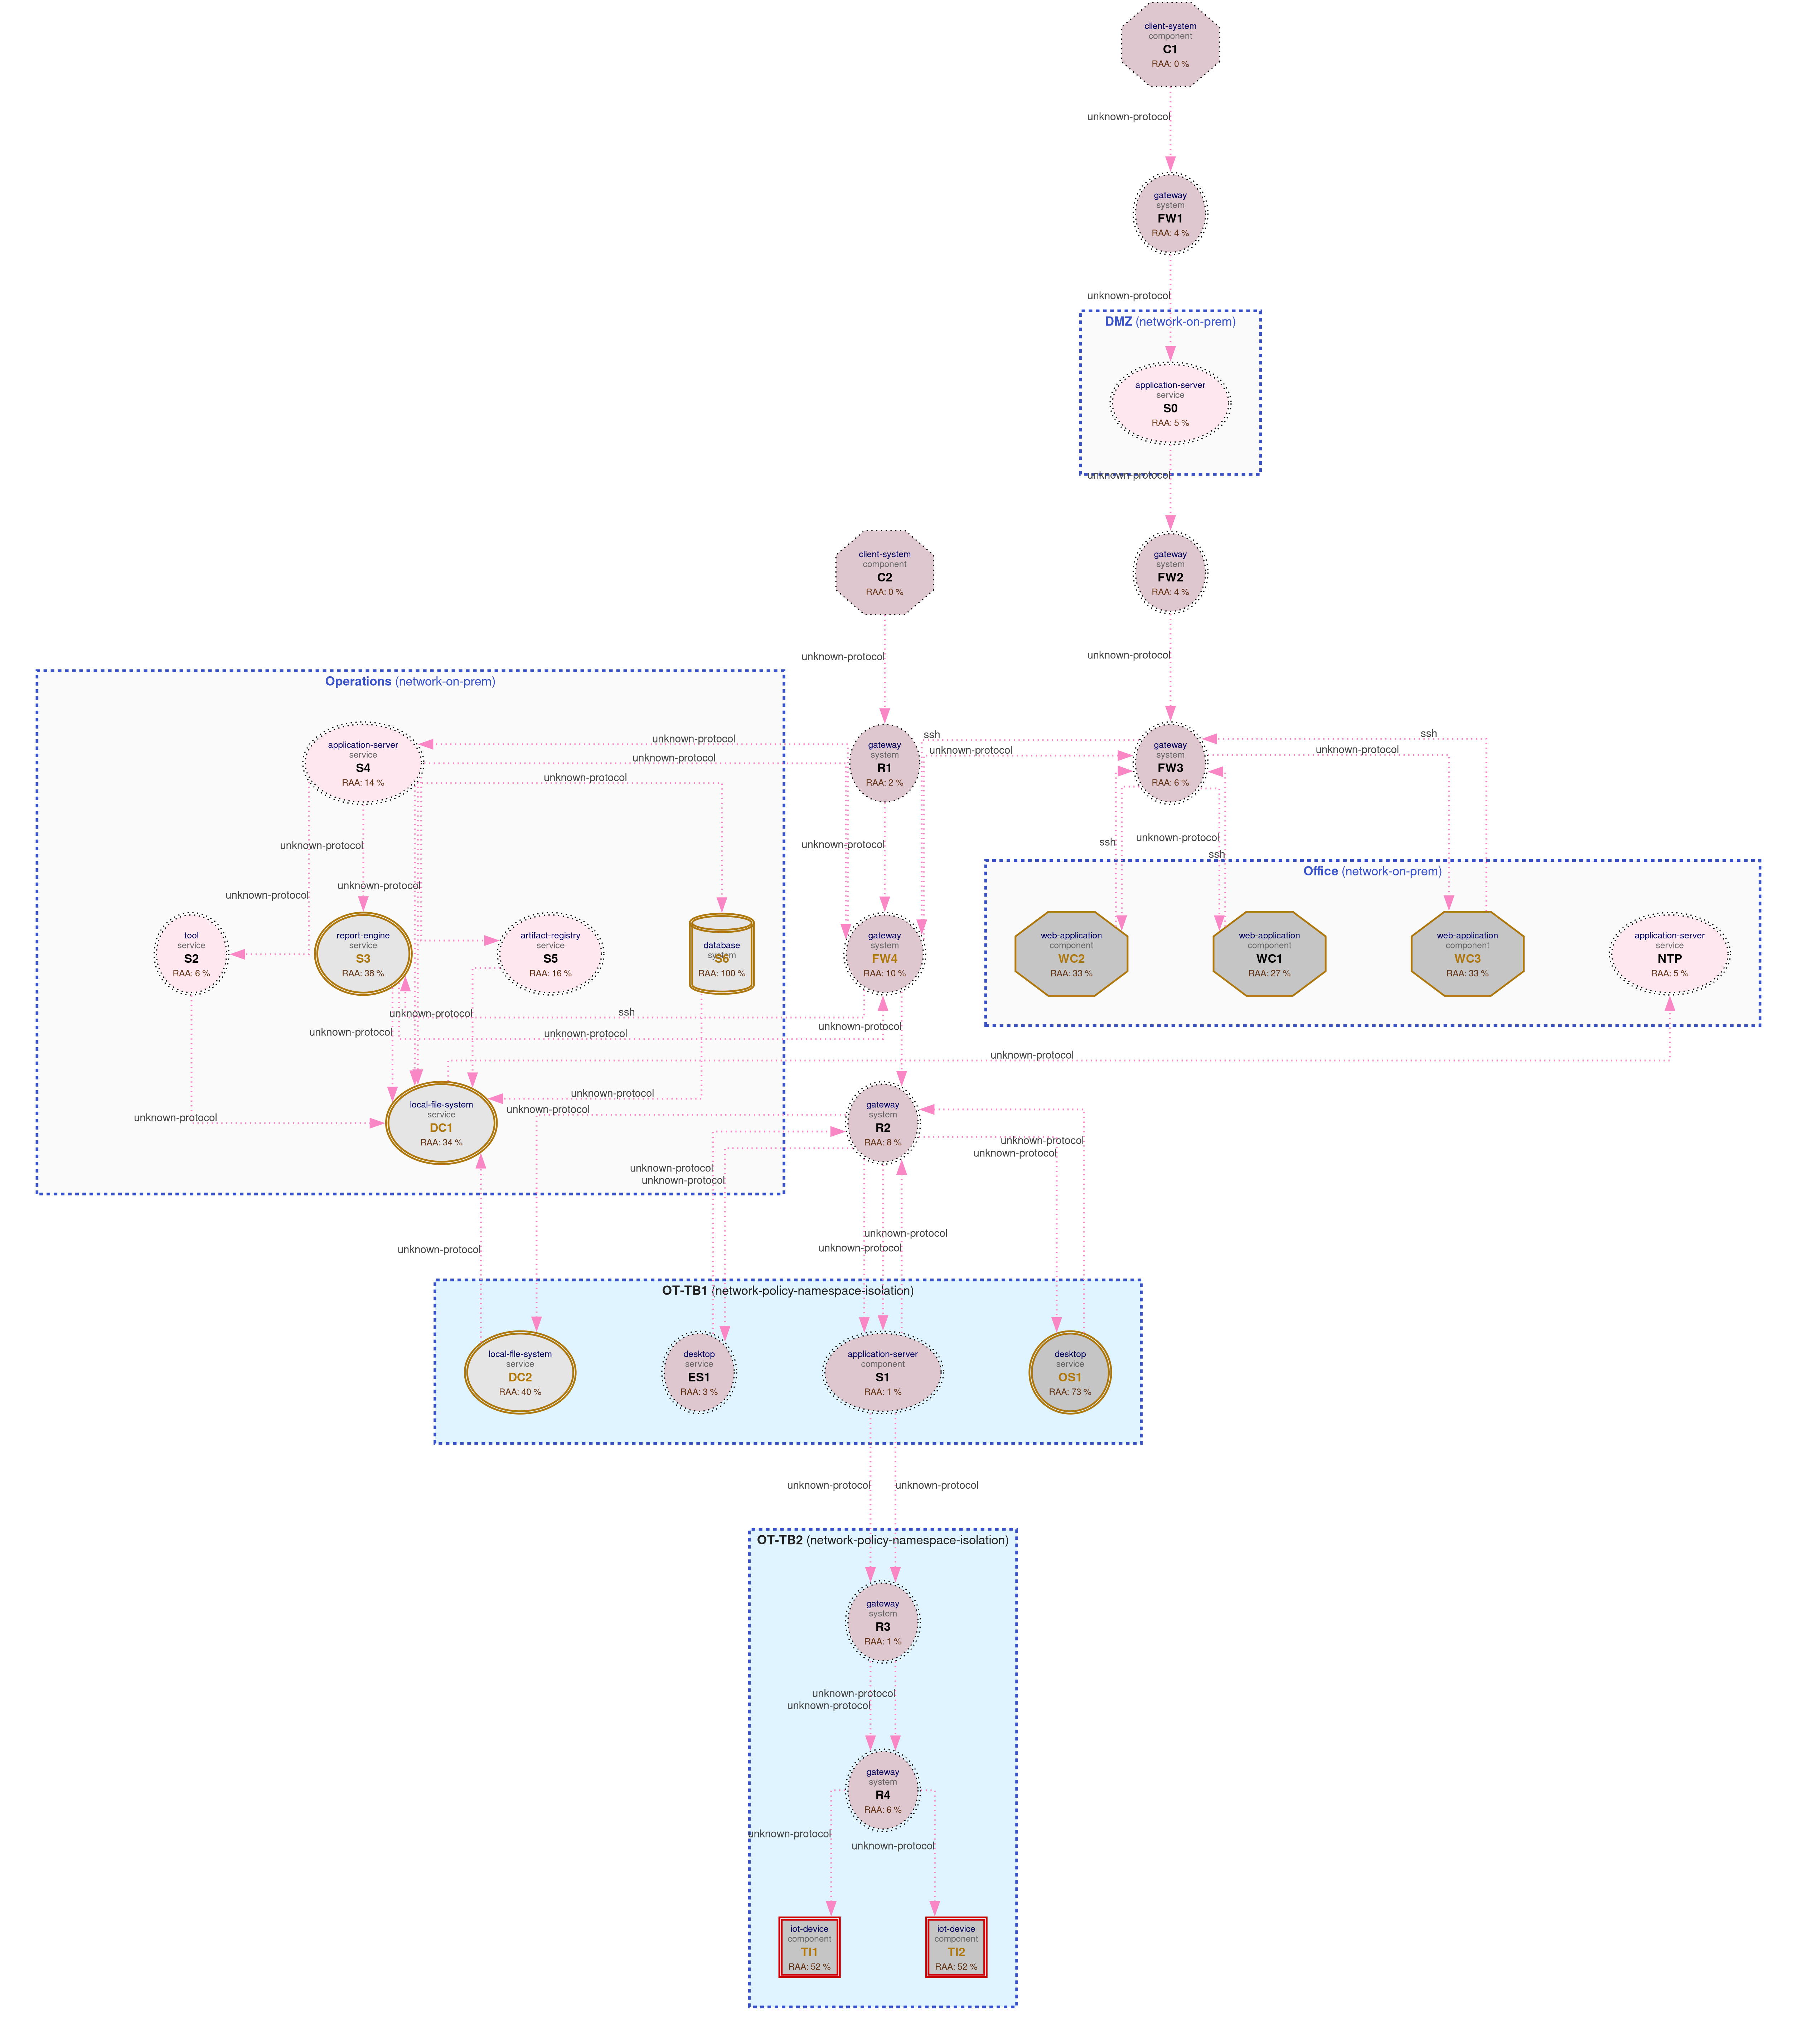 client-system
component
C1
RAA: 0 %
unknown-protocol
gateway
system
FW1
RAA: 4 %
unknown-protocol
DMZ (network-on-prem)
application-server
service
S0
RAA: 5 %
unknown-protocol
client-system
component
C2
RAA: 0 %
gateway
system
FW2
RAA: 4 %
unknown-protocol
unknown-protocol
Operations (network-on-prem)
application-server
service
S4
RAA: 14 %
unknown-protocol
unknown-protocol
unknown-protocol
gateway
system
R1
RAA: 2 %
ssh
unknown-protocol
gateway
system
FW3
RAA: 6 %
ssh
unknown-protocol
unknown-protocol
unknown-protocol
unknown-protocol
unknown-protocol
ssh
unknown-protocol
ssh
Office (network-on-prem)
tool
service
S2
RAA: 6 %
report-engine
service
S3
RAA: 38 %
artifact-registry
service
S5
RAA: 16 %
database
system
S6
RAA: 100 %
gateway
system
FW4
RAA: 10 %
web-application
component
WC2
RAA: 33 %
web-application
component
WC1
RAA: 27 %
web-application
component
WC3
RAA: 33 %
application-server
service
NTP
RAA: 5 %
unknown-protocol
ssh
unknown-protocol
unknown-protocol
unknown-protocol
unknown-protocol
unknown-protocol
unknown-protocol
unknown-protocol
local-file-system
service
DC1
RAA: 34 %
gateway
system
R2
RAA: 8 %
unknown-protocol
unknown-protocol
unknown-protocol
unknown-protocol
unknown-protocol
unknown-protocol
unknown-protocol
OT-TB1 (network-policy-namespace-isolation)
local-file-system
service
DC2
RAA: 40 %
desktop
service
ES1
RAA: 3 %
application-server
component
S1
RAA: 1 %
desktop
service
OS1
RAA: 73 %
unknown-protocol
unknown-protocol
OT-TB2 (network-policy-namespace-isolation)
gateway
system
R3
RAA: 1 %
unknown-protocol
unknown-protocol
gateway
system
R4
RAA: 6 %
unknown-protocol
unknown-protocol
iot-device
component
TI1
RAA: 52 %
iot-device
component
TI2
RAA: 52 %